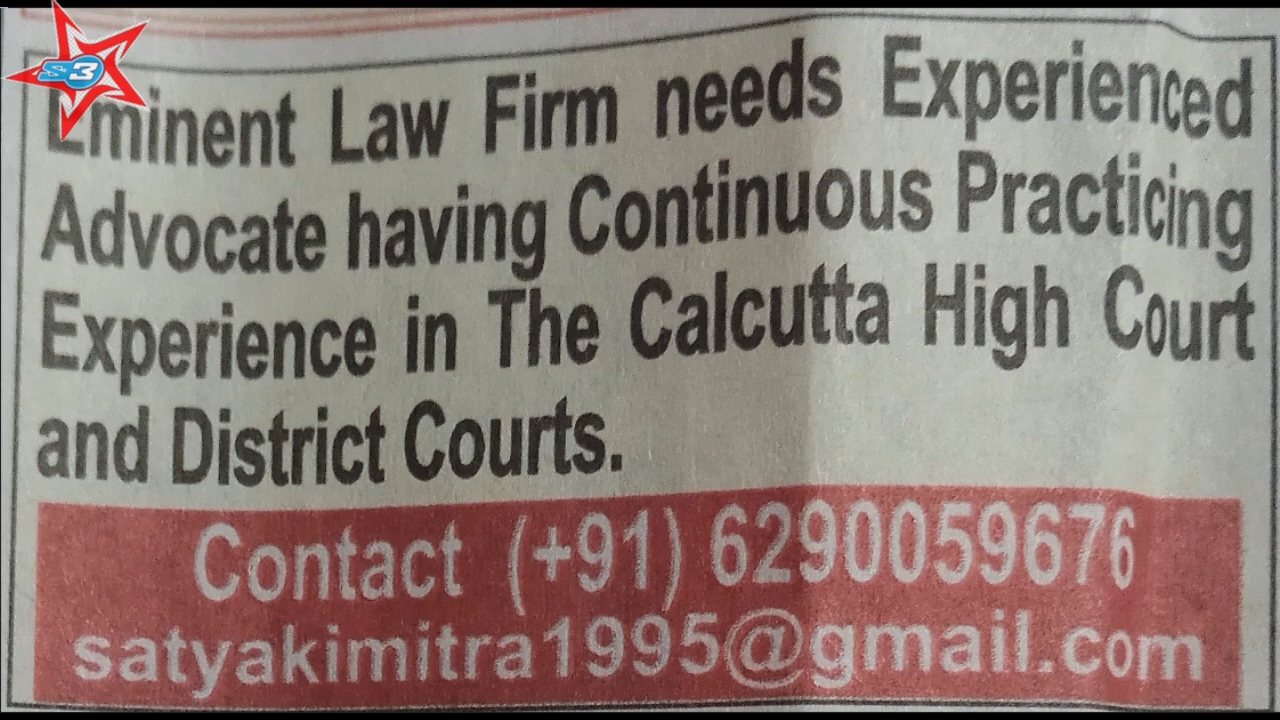 S3
Eminent Law Firm needs Experienced
Advocate having Continuous Practicing
Experience in The Calcutta High Court
and District Courts.
Contact (+91) 6290059676
satyakimitra1995@gmail.com